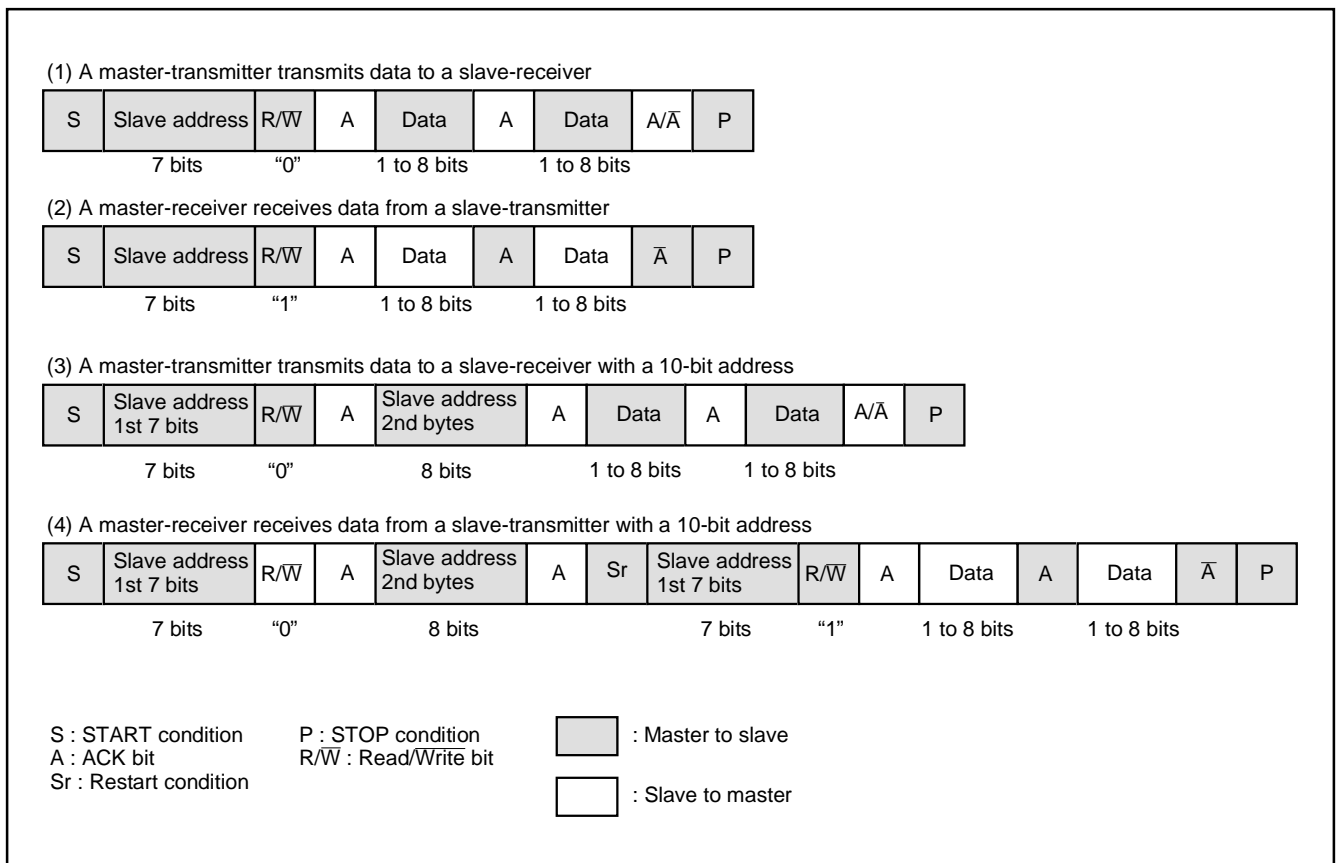 (1) A master-transmitter transmits data to a slave-receiver
S Slave address R/W̅ A Data A Data A/A̅ P
7 bits “0” 1 to 8 bits 1 to 8 bits
(2) A master-receiver receives data from a slave-transmitter
S Slave address R/W̅ A Data A Data A̅ P
7 bits “1” 1 to 8 bits 1 to 8 bits
(3) A master-transmitter transmits data to a slave-receiver with a 10-bit address
S Slave address 1st 7 bits R/W̅ A Slave address 2nd bytes A Data A Data A/A̅ P
7 bits “0” 8 bits 1 to 8 bits 1 to 8 bits
(4) A master-receiver receives data from a slave-transmitter with a 10-bit address
S Slave address 1st 7 bits R/W̅ A Slave address 2nd bytes A Sr Slave address 1st 7 bits R/W̅ A Data A Data A̅ P
7 bits “0” 8 bits 7 bits “1” 1 to 8 bits 1 to 8 bits
S : START condition P : STOP condition : Master to slave
A : ACK bit R/W̅ : Read/W̅r̅i̅t̅e̅ bit
Sr : Restart condition
: Slave to master